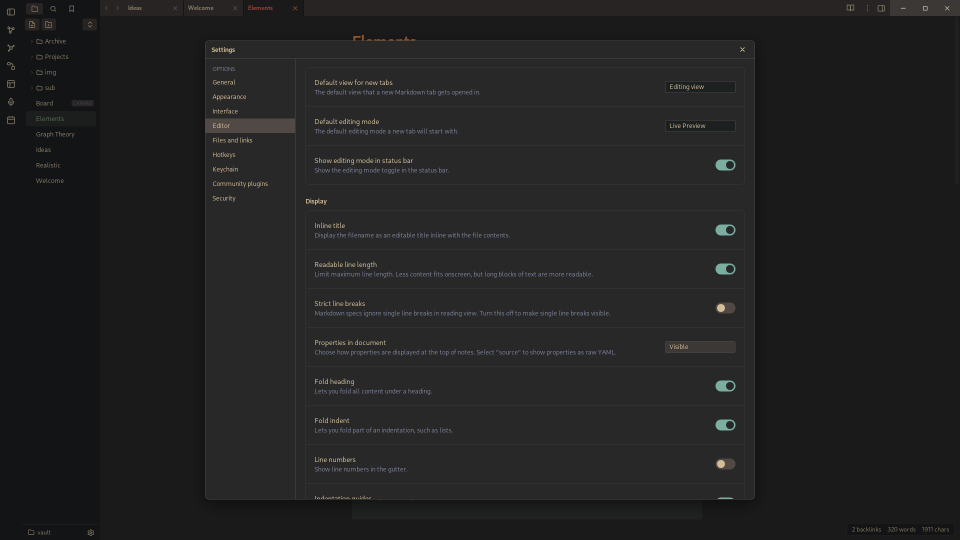 Ideas
Welcome
Elements
Archive
Projects
img
sub
Board
CANVAS
Elements
Graph Theory
Ideas
Realistic
Welcome
vault
Elements
Settings
OPTIONS
General
Appearance
Interface
Editor
Files and links
Hotkeys
Keychain
Community plugins
Security
Default view for new tabs
The default view that a new Markdown tab gets opened in.
Editing view
Default editing mode
The default editing mode a new tab will start with.
Live Preview
Show editing mode in status bar
Show the editing mode toggle in the status bar.
Display
Inline title
Display the filename as an editable title inline with the file contents.
Readable line length
Limit maximum line length. Less content fits onscreen, but long blocks of text are more readable.
Strict line breaks
Markdown specs ignore single line breaks in reading view. Turn this off to make single line breaks visible.
Properties in document
Choose how properties are displayed at the top of notes. Select "source" to show properties as raw YAML.
Visible
Fold heading
Lets you fold all content under a heading.
Fold indent
Lets you fold part of an indentation, such as lists.
Line numbers
Show line numbers in the gutter.
Indentation guides
2 backlinks 320 words 1911 chars